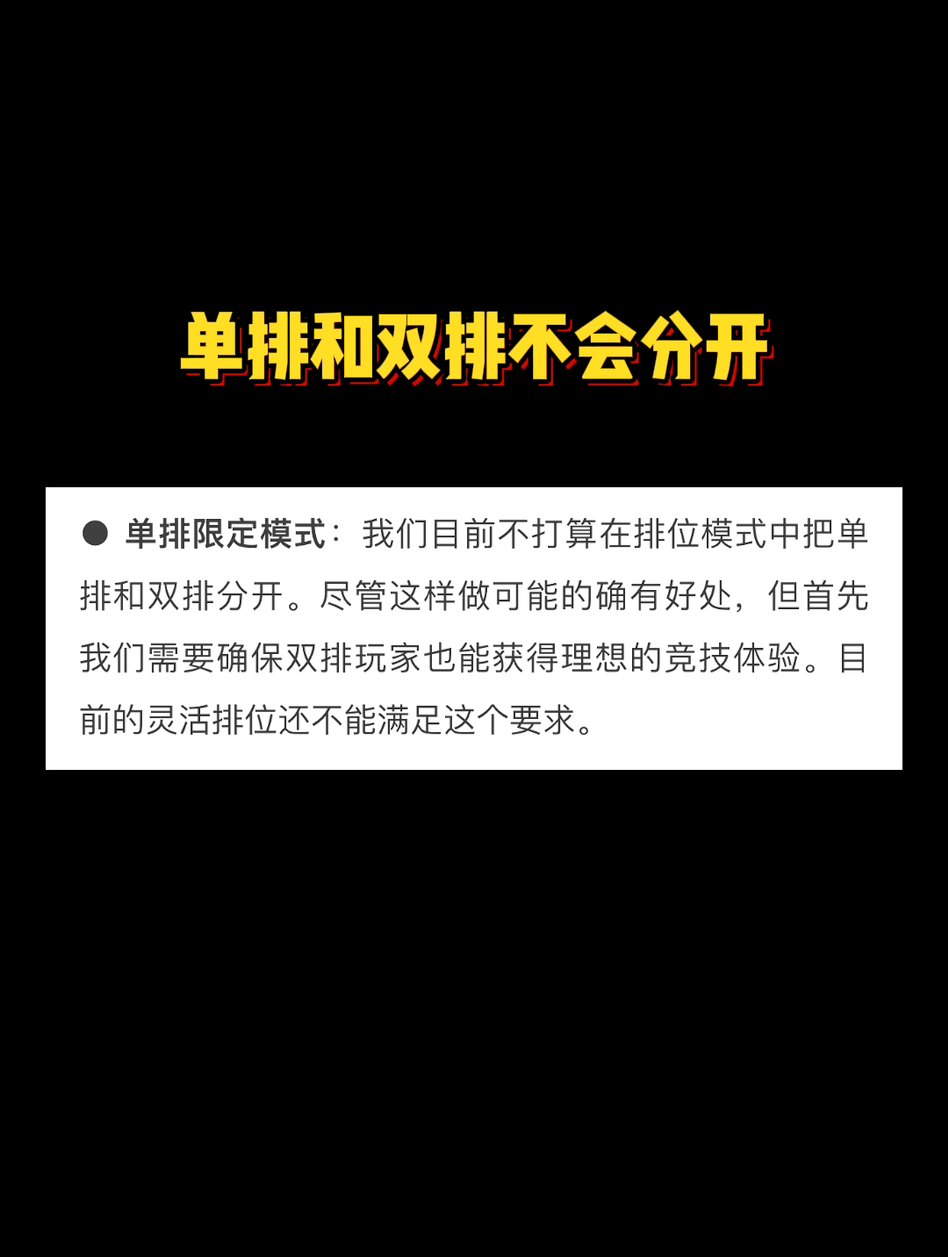 单排和双排不会分开
● 单排限定模式：我们目前不打算在排位模式中把单
排和双排分开。尽管这样做可能的确有好处，但首先
我们需要确保双排玩家也能获得理想的竞技体验。目
前的灵活排位还不能满足这个要求。